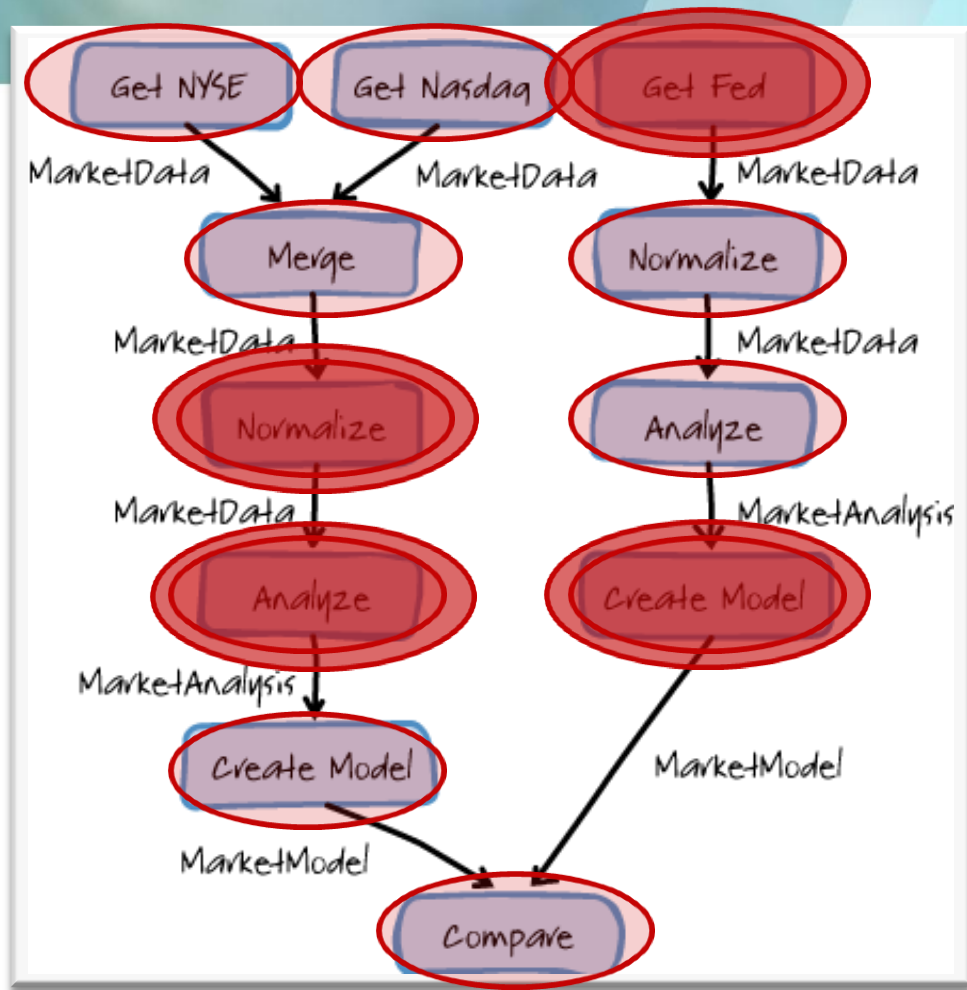 Get NYSE
Get Nasdaq
Get Fed
MarketData
MarketData
MarketData
Merge
Normalize
MarketData
MarketData
Normalize
Analyze
MarketData
MarketAnalysis
Analyze
Create Model
MarketAnalysis
Create Model
MarketModel
MarketModel
Compare